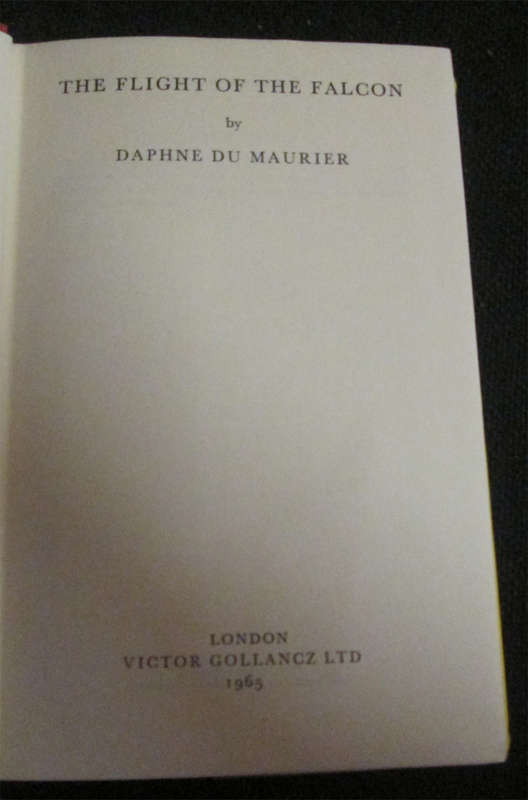 THE FLIGHT OF THE FALCON
by
DAPHNE DU MAURIER
LONDON
VICTOR GOLLANCZ LTD
1965